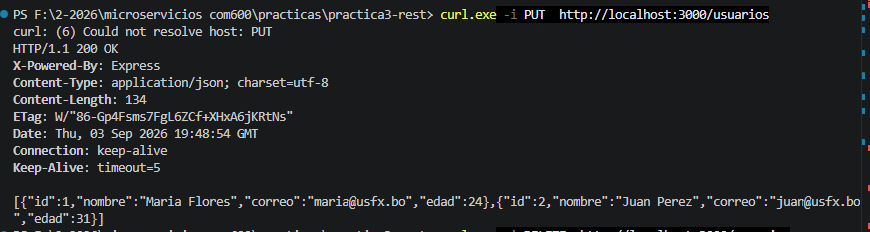 PS F:\2-2026\microservicios com600\practicas\practica3-rest> curl.exe -i PUT  http://localhost:3000/usuarios
curl: (6) Could not resolve host: PUT
HTTP/1.1 200 OK
X-Powered-By: Express
Content-Type: application/json; charset=utf-8
Content-Length: 134
ETag: W/"86-Gp4Fsms7FgL6ZCf+XHxA6jKRtNs"
Date: Thu, 03 Sep 2026 19:48:54 GMT
Connection: keep-alive
Keep-Alive: timeout=5
[{"id":1,"nombre":"Maria Flores","correo":"maria@usfx.bo","edad":24},{"id":2,"nombre":"Juan Perez","correo":"juan@usfx.bo
","edad":31}]